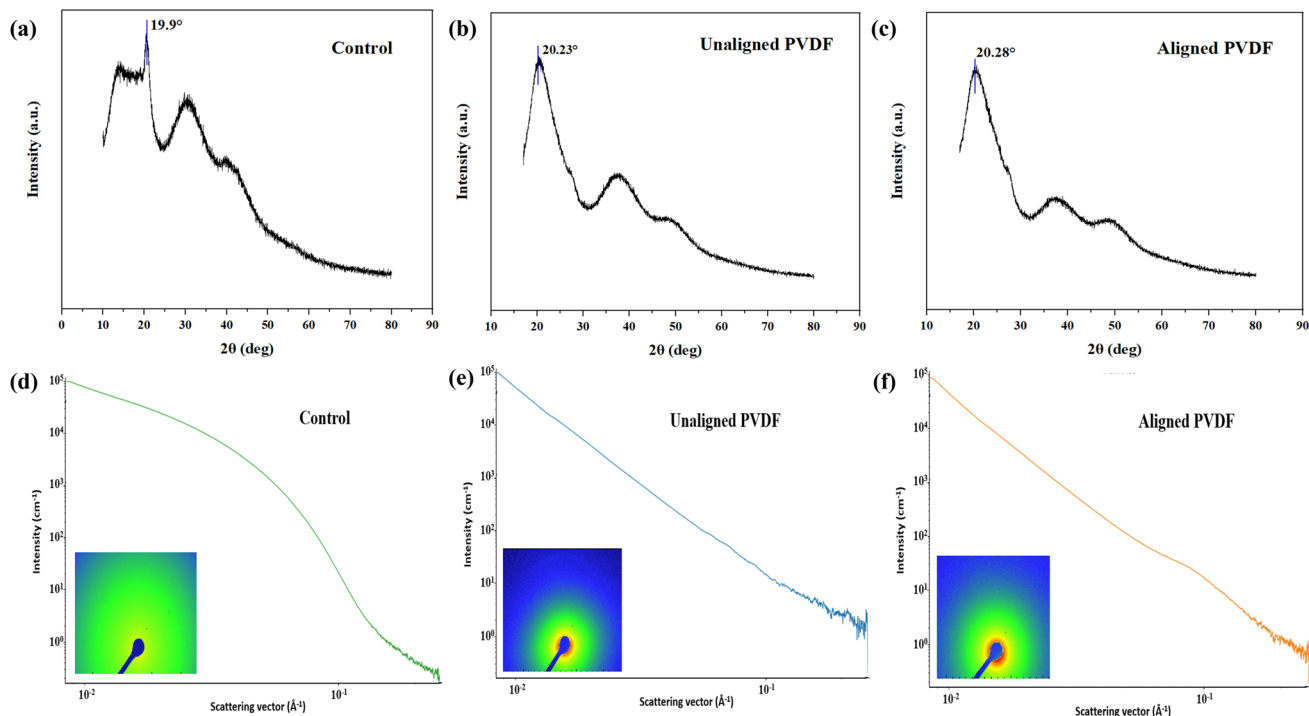 (a)
19.9°
Control
Intensity (a.u.)
0 10 20 30 40 50 60 70 80 90
2θ (deg)
(b)
20.23°
Unaligned PVDF
Intensity (a.u.)
10 20 30 40 50 60 70 80 90
2θ (deg)
(c)
20.28°
Aligned PVDF
Intensity (a.u.)
10 20 30 40 50 60 70 80 90
2θ (deg)
(d)
Control
Intensity (cm⁻¹)
10⁵
10⁴
10³
10²
10¹
10⁰
10⁻² 10⁻¹
Scattering vector (Å⁻¹)
(e)
Unaligned PVDF
Intensity (cm⁻¹)
10⁵
10⁴
10³
10²
10¹
10⁰
10⁻² 10⁻¹
Scattering vector (Å⁻¹)
(f)
Aligned PVDF
Intensity (cm⁻¹)
10⁵
10⁴
10³
10²
10¹
10⁰
10⁻² 10⁻¹
Scattering vector (Å⁻¹)